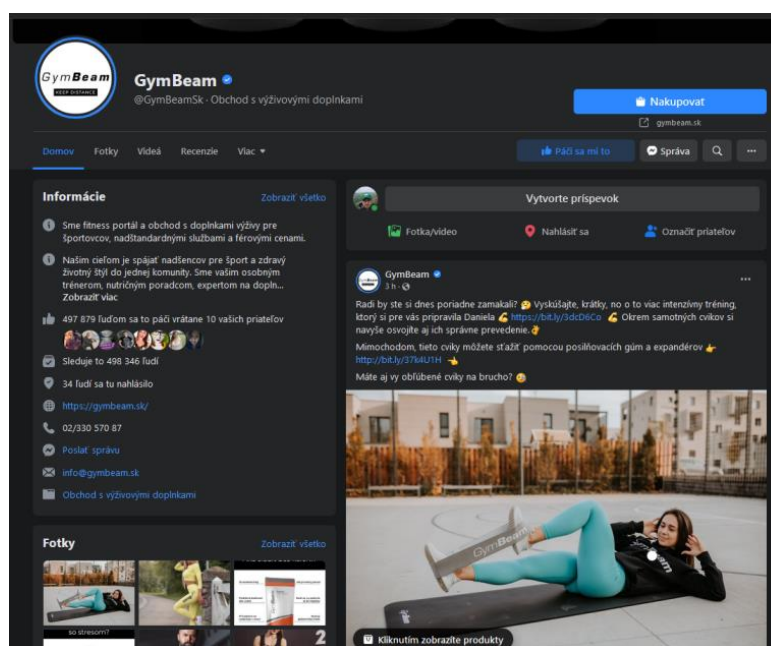 GymBeam
KEEP DISTANCE
GymBeam
@GymBeamSk · Obchod s výživovými doplnkami
Nakupovať
gymbeam.sk
Domov Fotky Videá Recenzie Viac
Páči sa mi to Správa
Informácie Zobraziť všetko
Sme fitness portál a obchod s doplnkami výživy pre
športovcov, nadštandardnými službami a férovými cenami.
Našim cieľom je spájať nadšencov pre šport a zdravý
životný štýl do jednej komunity. Sme vašim osobným
trénerom, nutričným poradcom, expertom na dopln...
Zobraziť viac
497 879 ľuďom sa to páči vrátane 10 vašich priateľov
Sleduje to 498 346 ľudí
34 ľudí sa tu nahlásilo
https://gymbeam.sk/
02/330 570 87
Poslať správu
info@gymbeam.sk
Obchod s výživovými doplnkami
Fotky Zobraziť všetko
so stresom?
2
Vytvorte príspevok
Fotka/video Nahlásiť sa Označiť priateľov
GymBeam
3 h ·
Radi by ste si dnes poriadne zamakali? 🤔 Vyskúšajte, krátky, no o to viac intenzívny tréning,
ktorý si pre vás pripravila Daniela 💪 https://bit.ly/3dcD6Co 💪 Okrem samotných cvikov si
navyše osvojíte aj ich správne prevedenie.👌
Mimochodom, tieto cviky môžete sťažiť pomocou posilňovacích gúm a expandérov 👉
http://bit.ly/37k4U1H 👈
Máte aj vy obľúbené cviky na brucho?
GymBeam
Kliknutím zobrazíte produkty